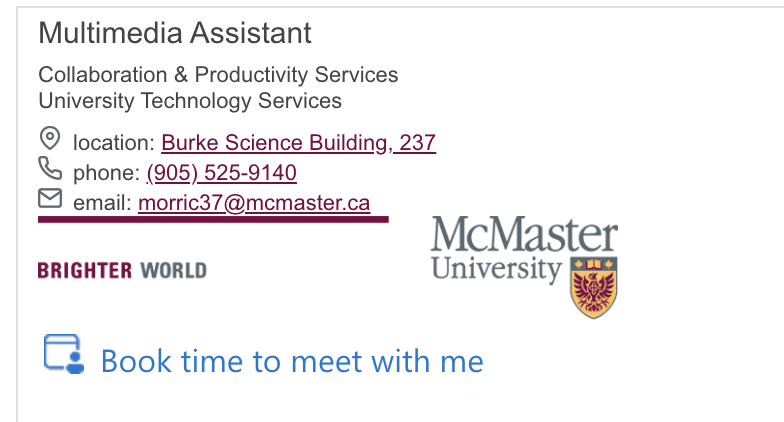 Multimedia Assistant
Collaboration & Productivity Services
University Technology Services
location: Burke Science Building, 237
phone: (905) 525-9140
email: morric37@mcmaster.ca
BRIGHTER WORLD
McMaster
University
Book time to meet with me